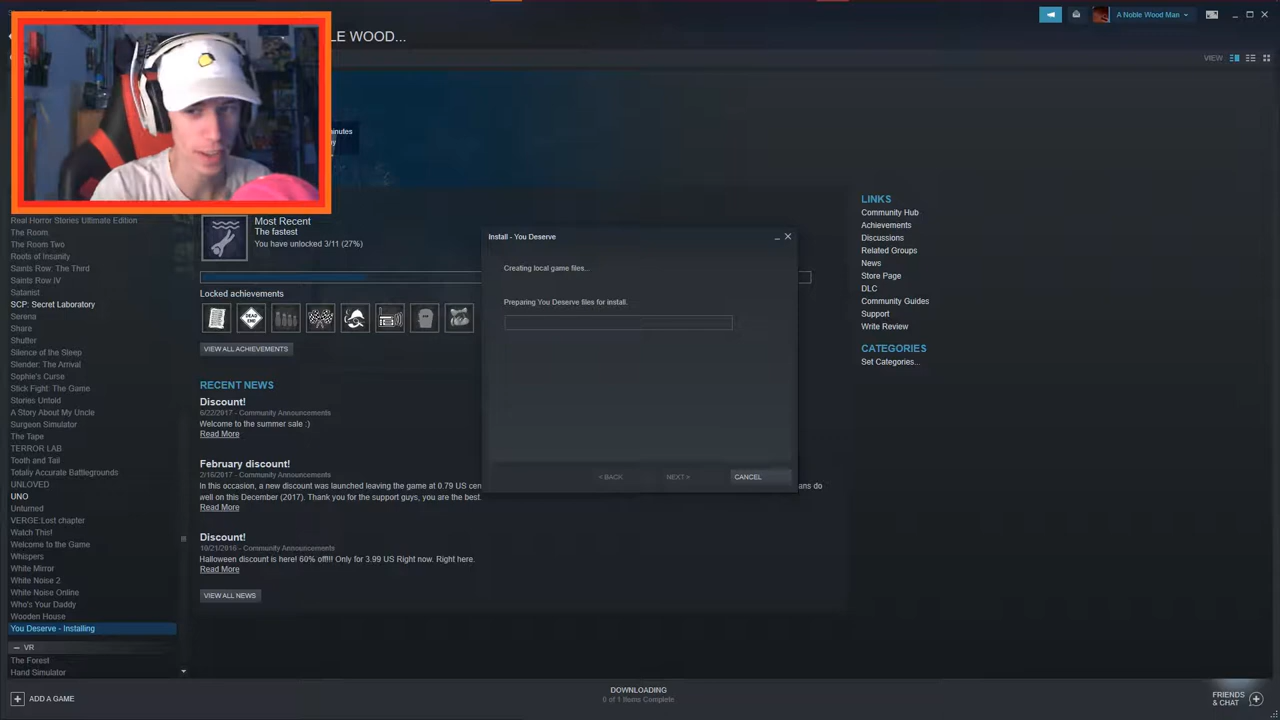 A Noble Wood Man
LE WOOD...
VIEW
inutes
Real Horror Stories Ultimate Edition
The Room
The Room Two
Roots of Insanity
Saints Row: The Third
Saints Row IV
Satanist
SCP: Secret Laboratory
Serena
Share
Shutter
Silence of the Sleep
Slender: The Arrival
Sophie's Curse
Stick Fight: The Game
Stories Untold
A Story About My Uncle
Surgeon Simulator
The Tape
TERROR LAB
Tooth and Tail
Totally Accurate Battlegrounds
UNLOVED
UNO
Unturned
VERGE:Lost chapter
Watch This!
Welcome to the Game
Whispers
White Mirror
White Noise 2
White Noise Online
Who's Your Daddy
Wooden House
You Deserve - Installing
VR
The Forest
Hand Simulator
Most Recent
The fastest
You have unlocked 3/11 (27%)
Locked achievements
DEAD END
VIEW ALL ACHIEVEMENTS
RECENT NEWS
Discount!
6/22/2017 - Community Announcements
Welcome to the summer sale :)
Read More
February discount!
2/16/2017 - Community Announcements
In this occasion, a new discount was launched leaving the game at 0.79 US cen
ans do
well on this December (2017). Thank you for the support guys, you are the best.
Read More
Discount!
10/21/2016 - Community Announcements
Halloween discount is here! 60% off!!! Only for 3.99 US Right now. Right here.
Read More
VIEW ALL NEWS
Install - You Deserve
Creating local game files...
Preparing You Deserve files for install.
< BACK
NEXT >
CANCEL
LINKS
Community Hub
Achievements
Discussions
Related Groups
News
Store Page
DLC
Community Guides
Support
Write Review
CATEGORIES
Set Categories...
ADD A GAME
DOWNLOADING
0 of 1 Items Complete
FRIENDS
& CHAT